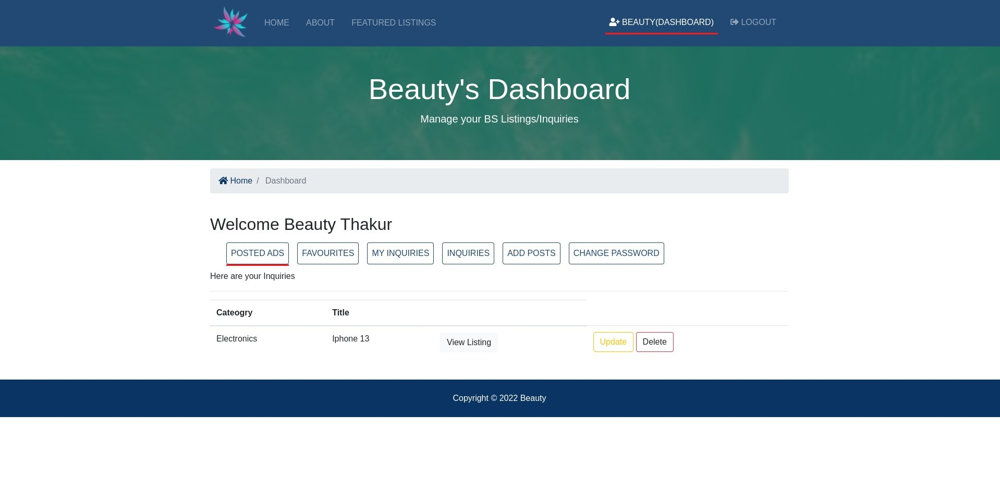 HOME ABOUT FEATURED LISTINGS BEAUTY(DASHBOARD) LOGOUT
Beauty's Dashboard
Manage your BS Listings/Inquiries
Home / Dashboard
Welcome Beauty Thakur
POSTED ADS FAVOURITES MY INQUIRIES INQUIRIES ADD POSTS CHANGE PASSWORD
Here are your Inquiries
Cateogry Title
Electronics Iphone 13 View Listing Update Delete
Copyright © 2022 Beauty